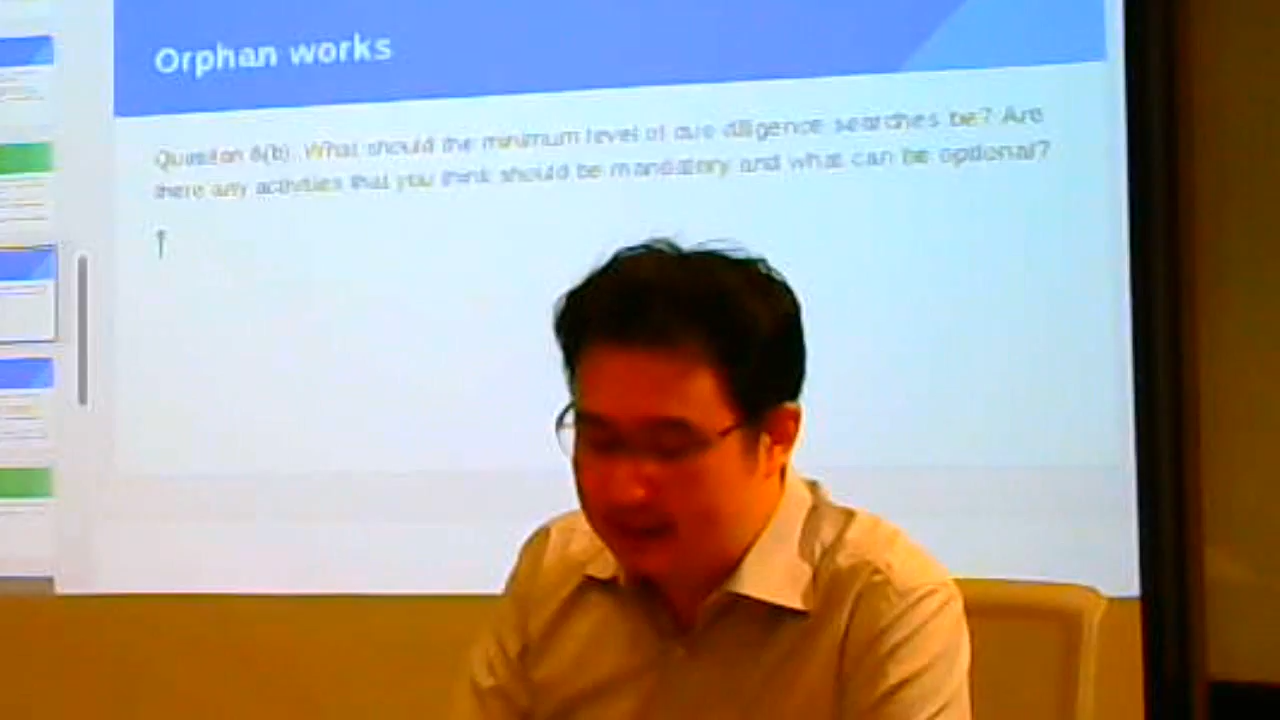 Orphan works
Question 6(b). What should the minimum level of due diligence searches be? Are
there any activities that you think should be mandatory and what can be optional?